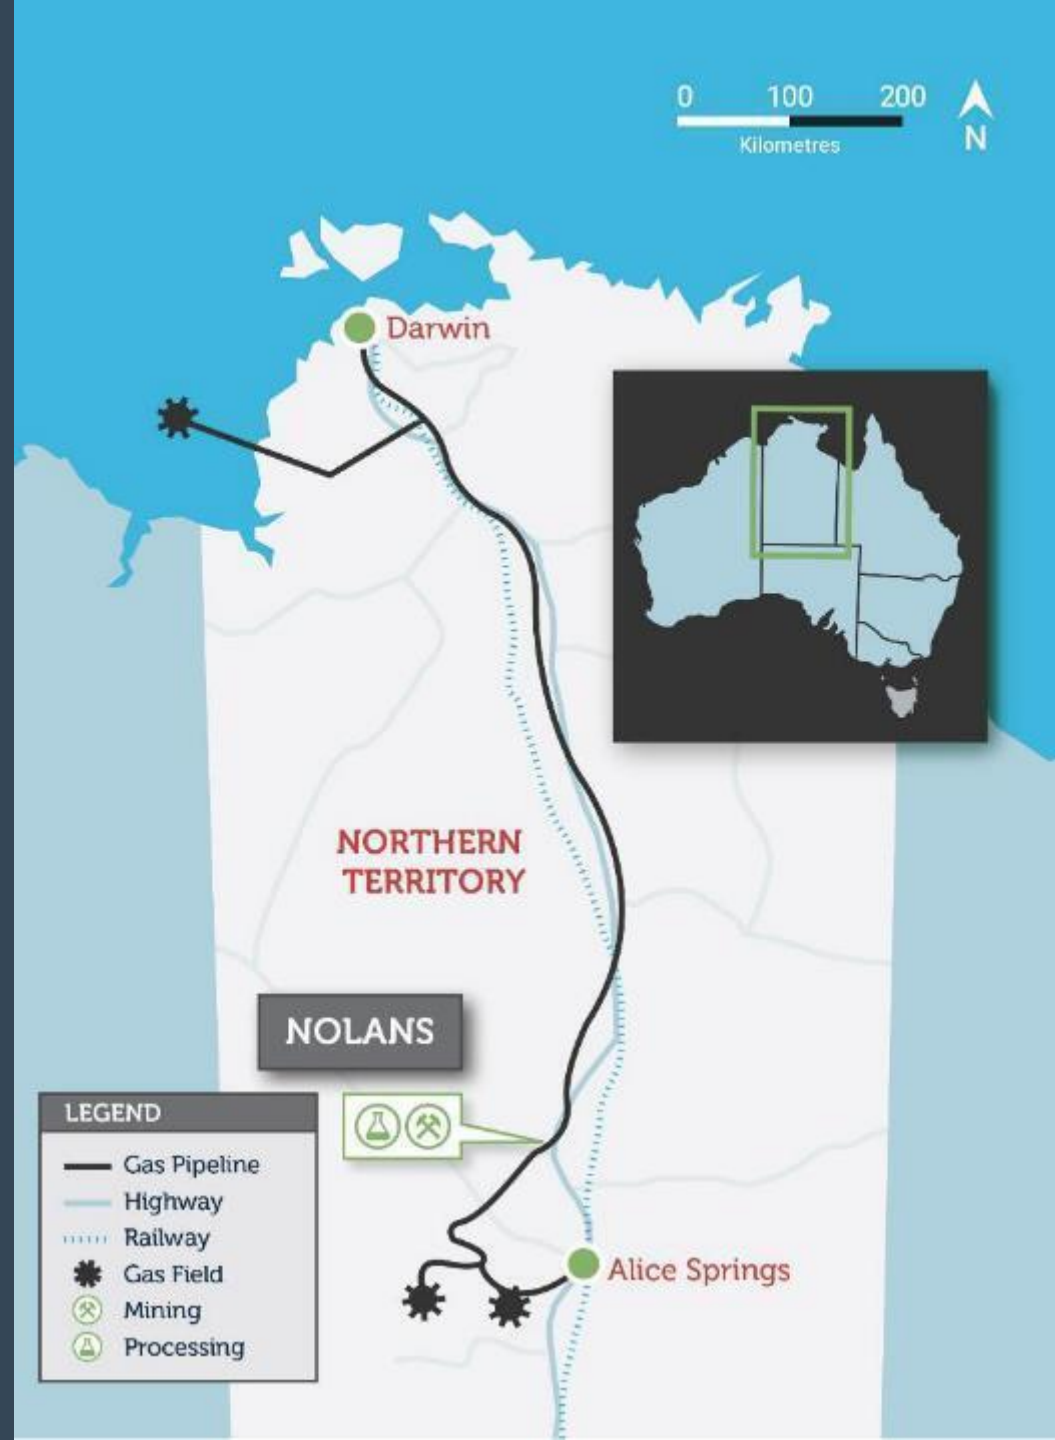 0 100 200
Kilometres
N
Darwin
NORTHERN
TERRITORY
NOLANS
LEGEND
Gas Pipeline
Highway
Railway
Gas Field
Mining
Processing
Alice Springs